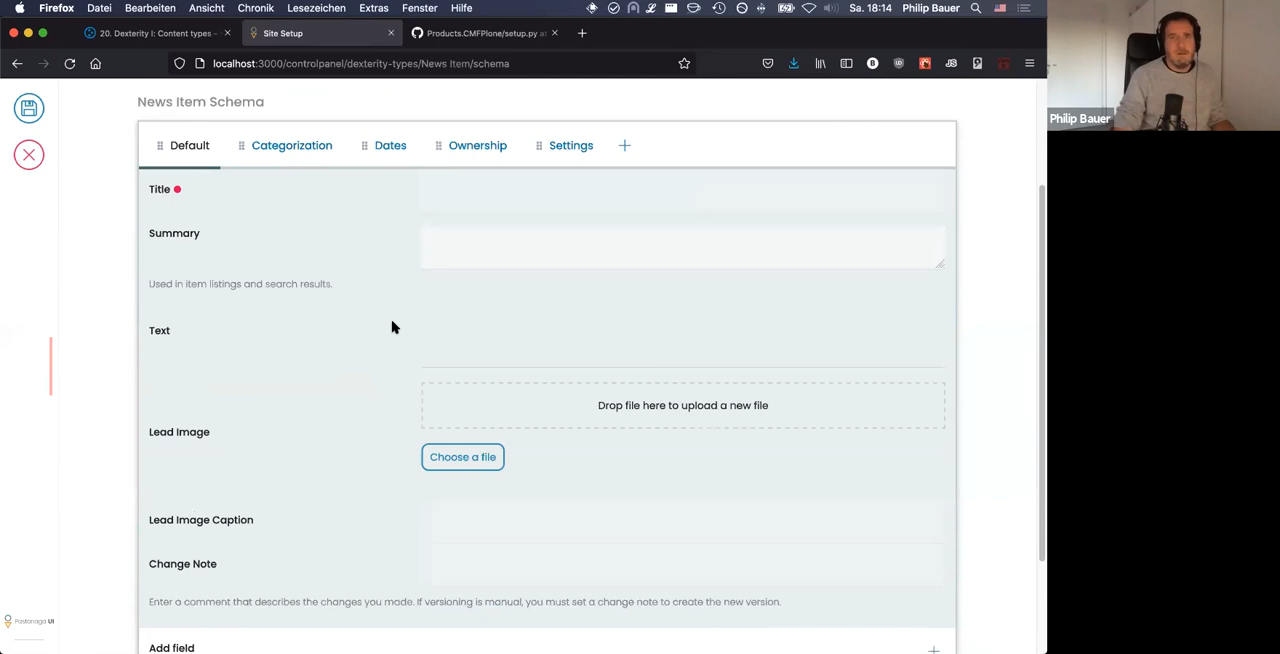 Firefox Datei Bearbeiten Ansicht Chronik Lesezeichen Extras Fenster Hilfe Sa. 18:14 Philip Bauer
20. Dexterity I: Content types – Site Setup Products.CMFPlone/setup.py at
localhost:3000/controlpanel/dexterity-types/News Item/schema
Philip Bauer
News Item Schema
Default Categorization Dates Ownership Settings
Title
Summary
Used in item listings and search results.
Text
Drop file here to upload a new file
Lead Image
Choose a file
Lead Image Caption
Change Note
Enter a comment that describes the changes you made. If versioning is manual, you must set a change note to create the new version.
Pastanaga UI
Add field